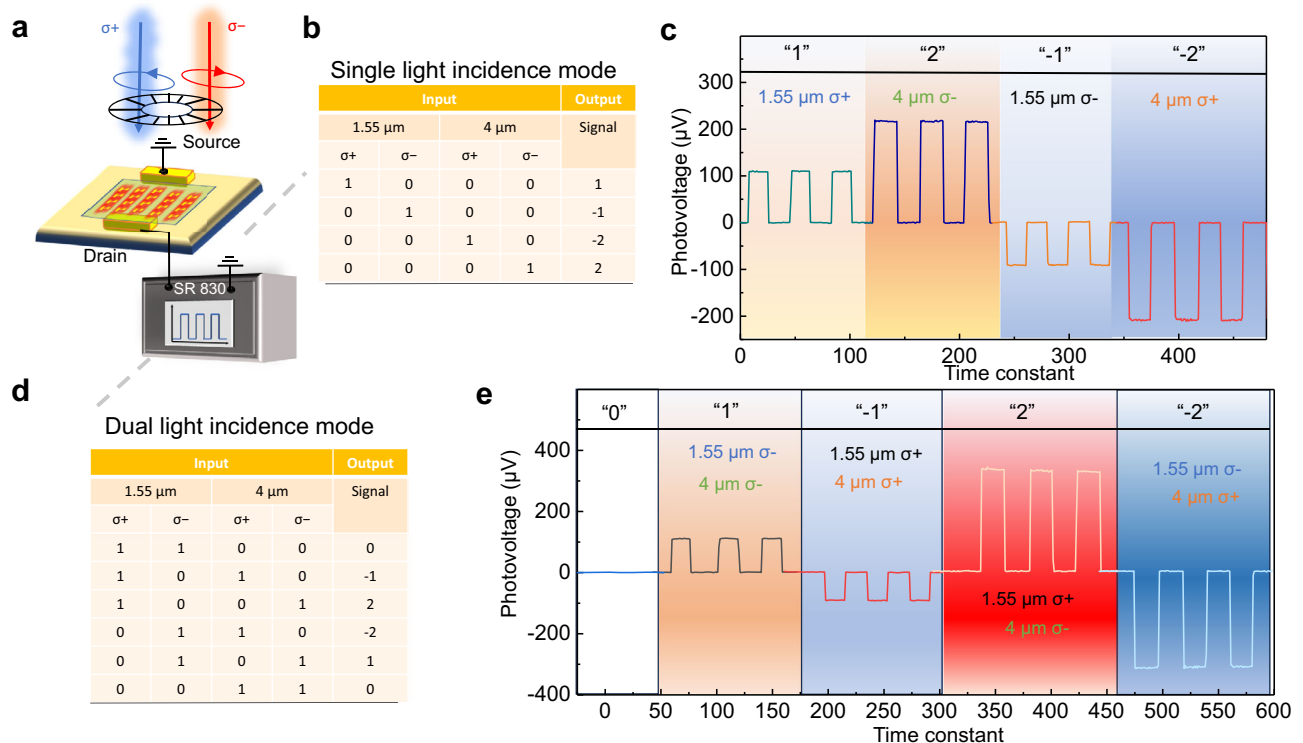 a
σ+
σ−
Source
Drain
SR 830
b
Single light incidence mode
Input Output
1.55 μm 4 μm Signal
σ+ σ− σ+ σ−
1 0 0 0 1
0 1 0 0 -1
0 0 1 0 -2
0 0 0 1 2
c
“1” “2” “-1” “-2”
1.55 μm σ+ 4 μm σ- 1.55 μm σ- 4 μm σ+
Photovoltage (μV)
300
200
100
0
-100
-200
0 100 200 300 400
Time constant
d
Dual light incidence mode
Input Output
1.55 μm 4 μm Signal
σ+ σ− σ+ σ−
1 1 0 0 0
1 0 1 0 -1
1 0 0 1 2
0 1 1 0 -2
0 1 0 1 1
0 0 1 1 0
e
“0” “1” “-1” “2” “-2”
1.55 μm σ-
4 μm σ-
1.55 μm σ+
4 μm σ+
1.55 μm σ+
4 μm σ-
1.55 μm σ-
4 μm σ+
Photovoltage (μV)
400
200
0
-200
-400
0 50 100 150 200 250 300 350 400 450 500 550 600
Time constant